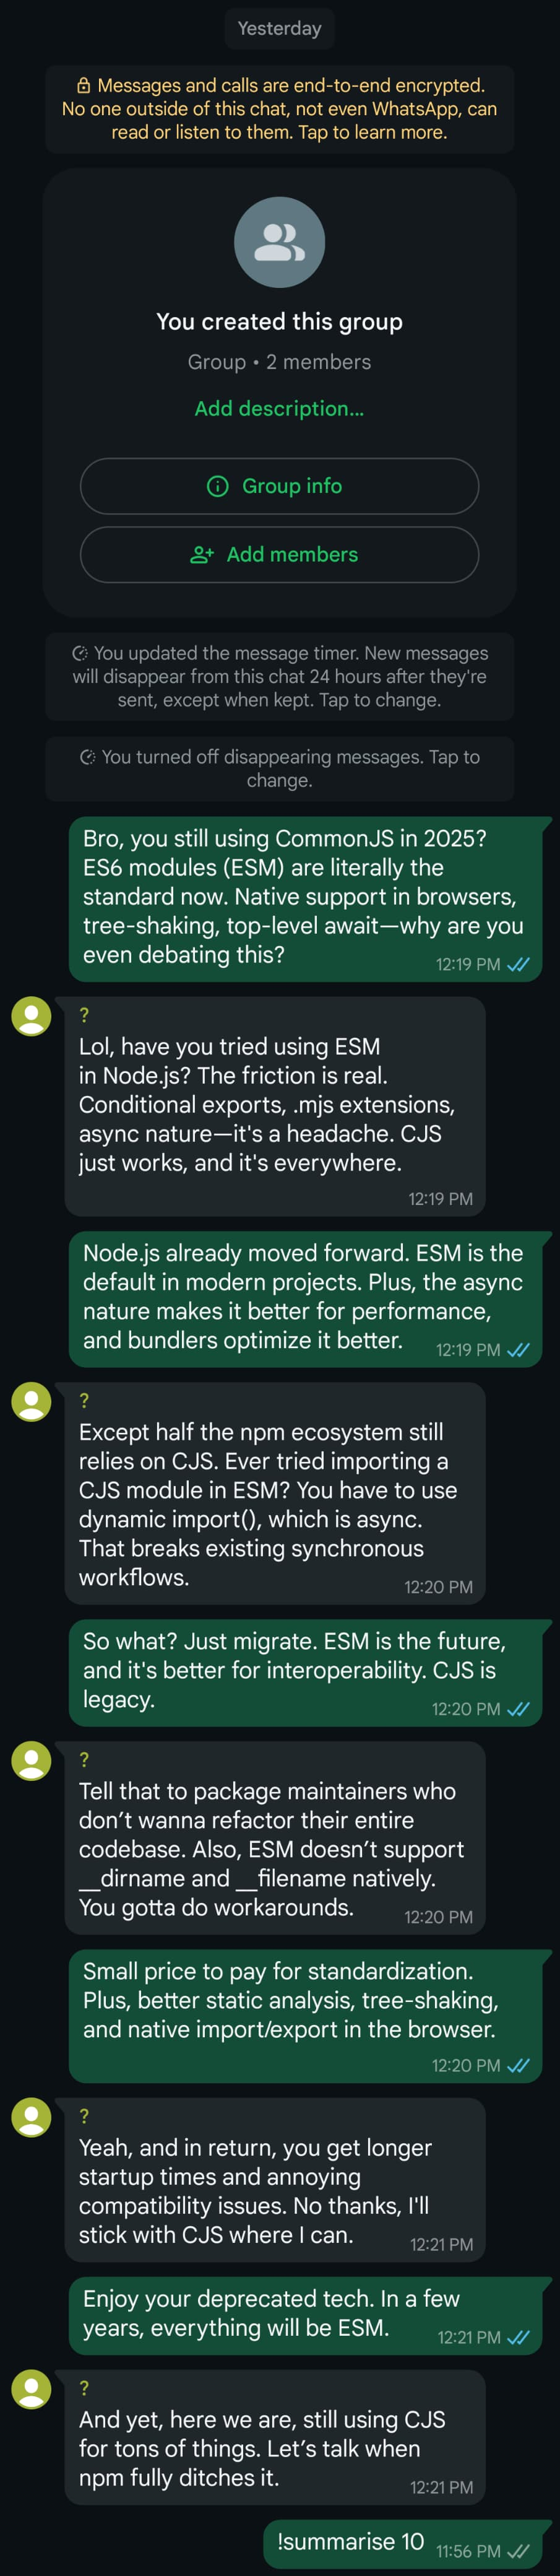 Yesterday
Messages and calls are end-to-end encrypted.
No one outside of this chat, not even WhatsApp, can
read or listen to them. Tap to learn more.
You created this group
Group • 2 members
Add description...
Group info
Add members
You updated the message timer. New messages
will disappear from this chat 24 hours after they're
sent, except when kept. Tap to change.
You turned off disappearing messages. Tap to
change.
Bro, you still using CommonJS in 2025?
ES6 modules (ESM) are literally the
standard now. Native support in browsers,
tree-shaking, top-level await—why are you
even debating this?
12:19 PM
?
Lol, have you tried using ESM
in Node.js? The friction is real.
Conditional exports, .mjs extensions,
async nature—it's a headache. CJS
just works, and it's everywhere.
12:19 PM
Node.js already moved forward. ESM is the
default in modern projects. Plus, the async
nature makes it better for performance,
and bundlers optimize it better.
12:19 PM
?
Except half the npm ecosystem still
relies on CJS. Ever tried importing a
CJS module in ESM? You have to use
dynamic import(), which is async.
That breaks existing synchronous
workflows.
12:20 PM
So what? Just migrate. ESM is the future,
and it's better for interoperability. CJS is
legacy.
12:20 PM
?
Tell that to package maintainers who
don’t wanna refactor their entire
codebase. Also, ESM doesn’t support
__dirname and __filename natively.
You gotta do workarounds.
12:20 PM
Small price to pay for standardization.
Plus, better static analysis, tree-shaking,
and native import/export in the browser.
12:20 PM
?
Yeah, and in return, you get longer
startup times and annoying
compatibility issues. No thanks, I'll
stick with CJS where I can.
12:21 PM
Enjoy your deprecated tech. In a few
years, everything will be ESM.
12:21 PM
?
And yet, here we are, still using CJS
for tons of things. Let’s talk when
npm fully ditches it.
12:21 PM
!summarise 10
11:56 PM